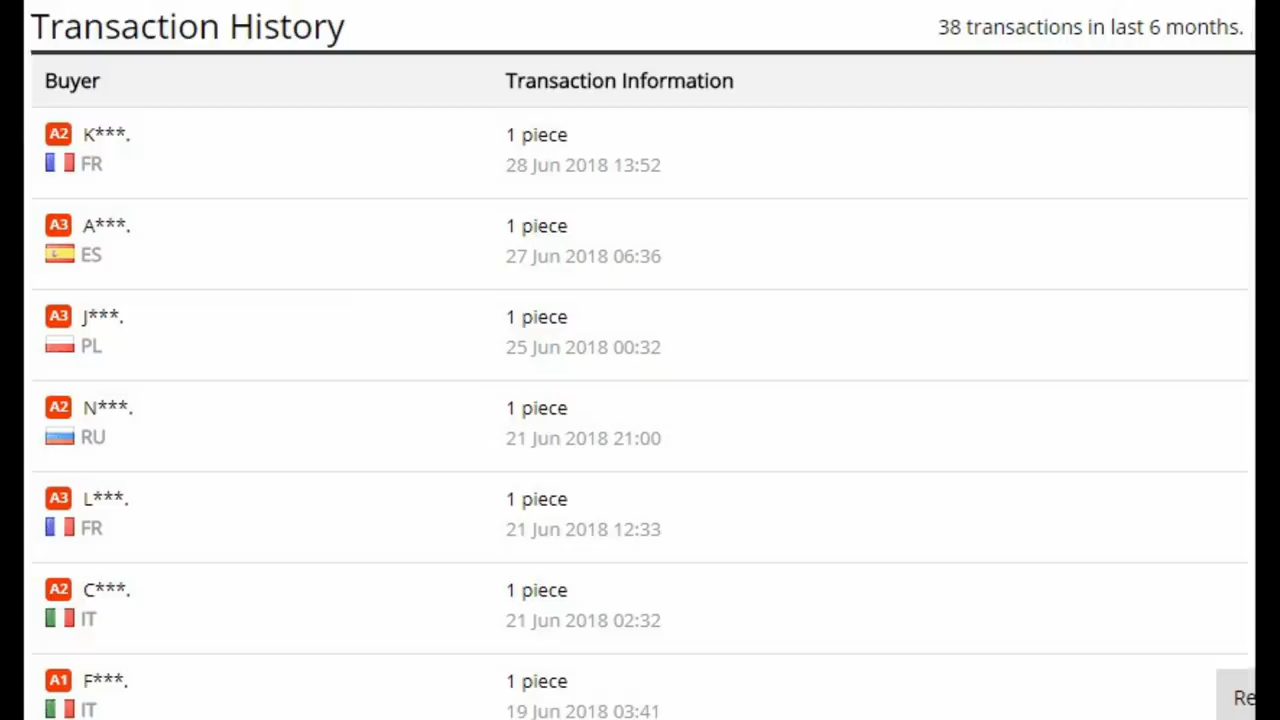 Transaction History
38 transactions in last 6 months.
Buyer Transaction Information
A2 K***. 1 piece
FR 28 Jun 2018 13:52
A3 A***. 1 piece
ES 27 Jun 2018 06:36
A3 J***. 1 piece
PL 25 Jun 2018 00:32
A2 N***. 1 piece
RU 21 Jun 2018 21:00
A3 L***. 1 piece
FR 21 Jun 2018 12:33
A2 C***. 1 piece
IT 21 Jun 2018 02:32
A1 F***. 1 piece
Re
IT 19 Jun 2018 03:41